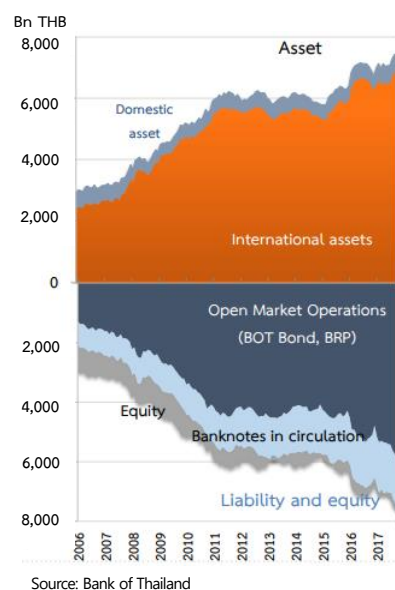 Bn THB
8,000
Asset
6,000
Domestic
asset
4,000
2,000
International assets
0
Open Market Operations
(BOT Bond, BRP)
2,000
4,000
Equity
Banknotes in circulation
6,000
Liability and equity
8,000
2006
2007
2008
2009
2010
2011
2012
2013
2014
2015
2016
2017
Source: Bank of Thailand